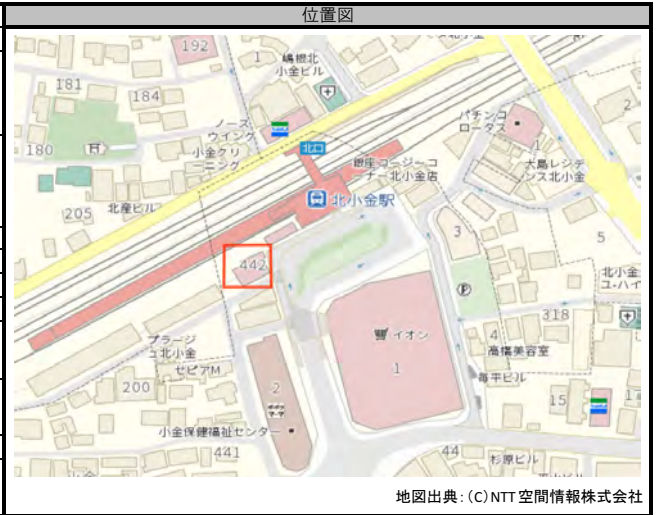 位置図
192
1
嶋根北
小金ビル
181
184
ノース
ウイング
小金クリ
ニング
パチンコ
ロータス
2
1
180
北口
銀座コージーコ
ーナー北小金店
大島レジデ
ンス北小金
北産ビル
205
北小金駅
3
5
442
北小金
ユ・ハイ
P
318
イオン
1
プラージ
ュ北小金
セピアM
4
高橋美容室
200
2
毎平ビル
15
1
小金保健福祉センター
441
44
杉原ビル
地図出典:(C)NTT空間情報株式会社